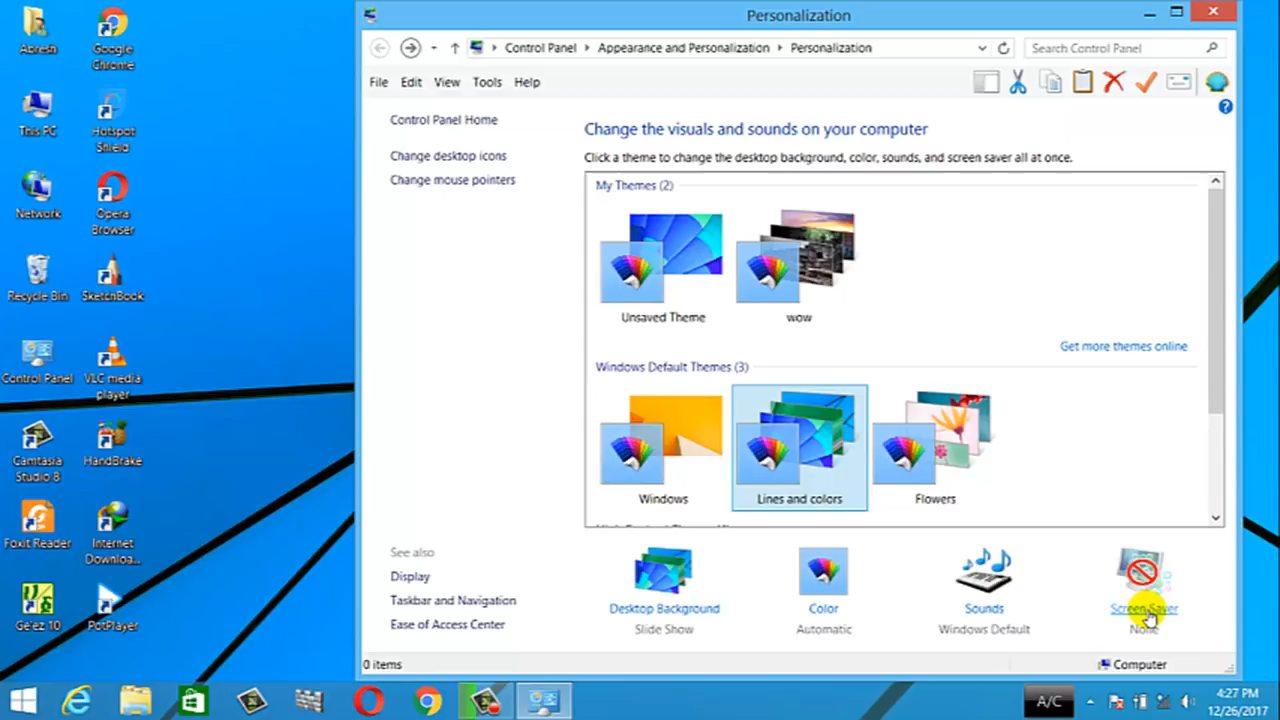 Abresh
Google
Chrome
This PC
Hotspot
Shield
Network
Opera
Browser
Recycle Bin
SketchBook
Control Panel
VLC media
player
Camtasia
Studio 8
HandBrake
Foxit Reader
Internet
Downloa...
Ge'ez 10
PotPlayer
Personalization
Control Panel
Appearance and Personalization
Personalization
Search Control Panel
File Edit View Tools Help
Control Panel Home
Change desktop icons
Change mouse pointers
Change the visuals and sounds on your computer
Click a theme to change the desktop background, color, sounds, and screen saver all at once.
My Themes (2)
Unsaved Theme
wow
Get more themes online
Windows Default Themes (3)
Windows
Lines and colors
Flowers
See also
Display
Taskbar and Navigation
Ease of Access Center
Desktop Background
Slide Show
Color
Automatic
Sounds
Windows Default
Screen Saver
None
0 items
Computer
A/C
4:27 PM
12/26/2017